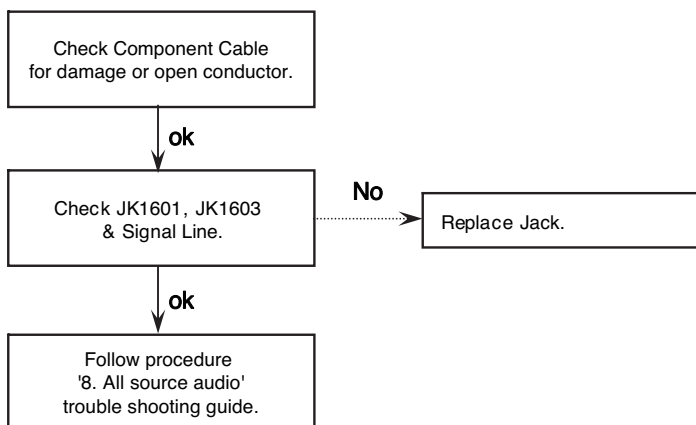 Check Component Cable
for damage or open conductor.
ok
Check JK1601, JK1603
& Signal Line.
No
Replace Jack.
ok
Follow procedure
'8. All source audio'
trouble shooting guide.